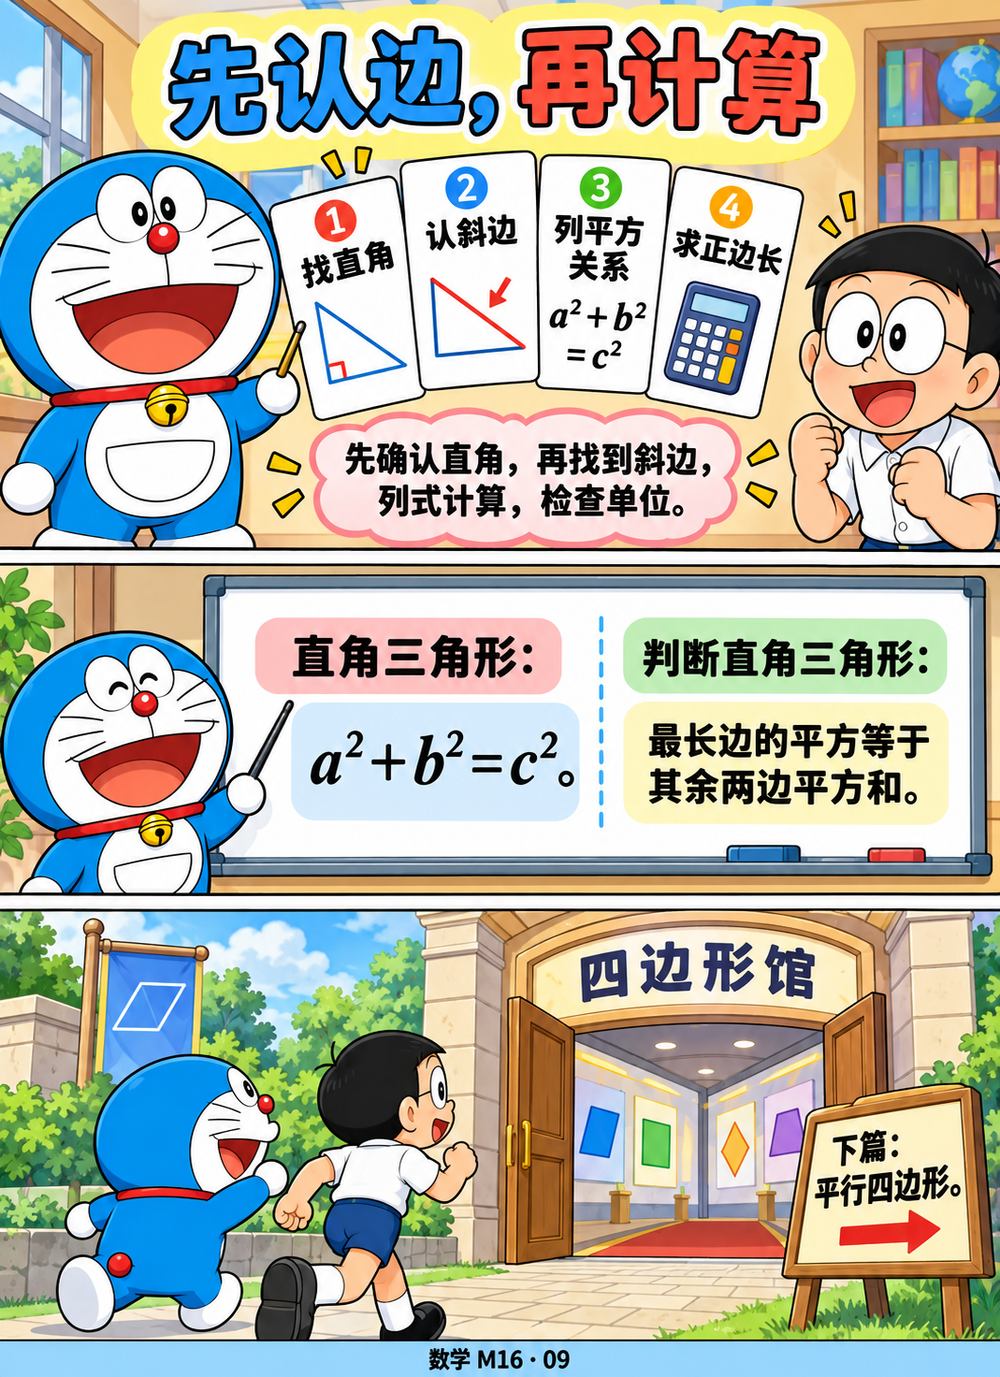 先认边，再计算
1
找直角
2
认斜边
3
列平方
关系
a²+b²
=c²
4
求正边长
先确认直角，再找到斜边，
列式计算，检查单位。
直角三角形：
a²+b²=c²。
判断直角三角形：
最长边的平方等于
其余两边平方和。
四边形馆
下篇：
平行四边形。
数学 M16·09